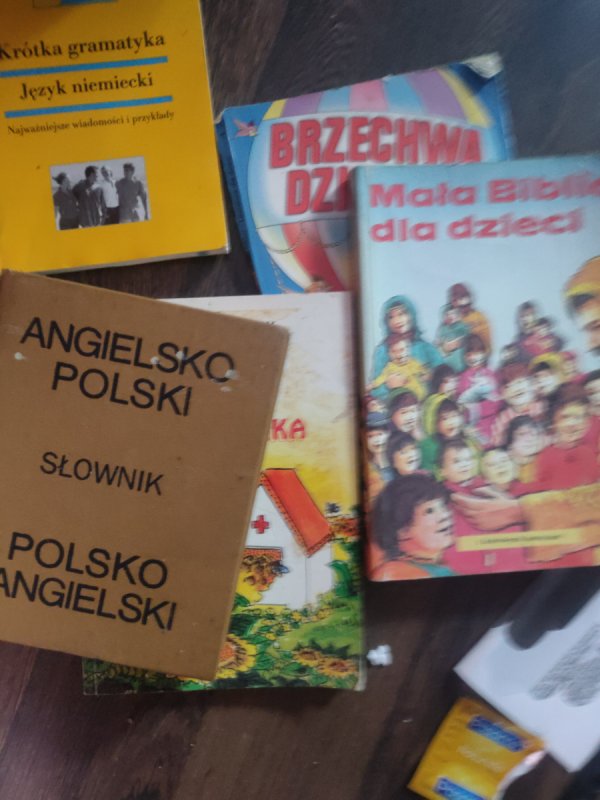 Krótka gramatyka
Język niemiecki
Najważniejsze wiadomości i przykłady
BRZECHWA
Mała Biblia
dla dzieci
ANGIELSKO
POLSKI
SŁOWNIK
POLSKO
ANGIELSKI